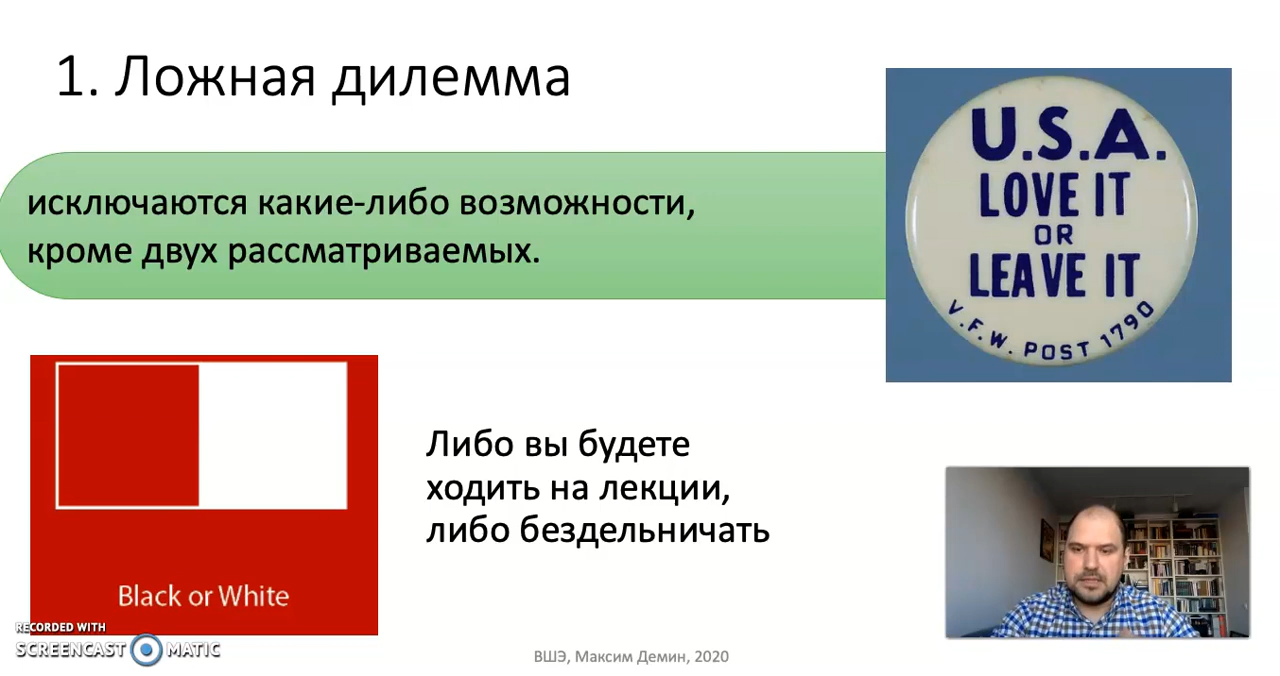 1. Ложная дилемма
исключаются какие-либо возможности,
кроме двух рассматриваемых.
U.S.A.
LOVE IT
OR
LEAVE IT
V.F.W. POST 1790
Black or White
Либо вы будете
ходить на лекции,
либо бездельничать
RECORDED WITH
SCREENCAST MATIC
ВШЭ, Максим Демин, 2020